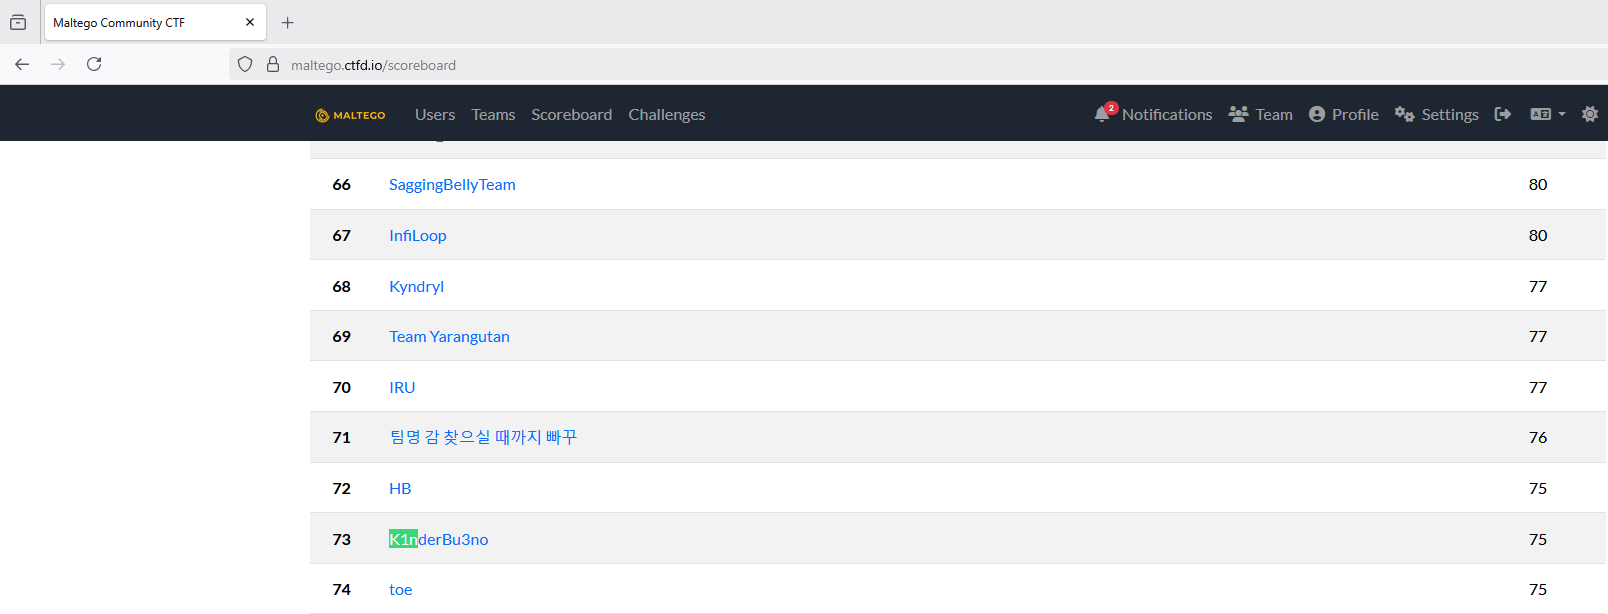 Maltego Community CTF
maltego.ctfd.io/scoreboard
MALTEGO Users Teams Scoreboard Challenges 2 Notifications Team Profile Settings
66 SaggingBellyTeam 80
67 InfiLoop 80
68 Kyndryl 77
69 Team Yarangutan 77
70 IRU 77
71 팀명 감 찾으실 때까지 빠꾸 76
72 HB 75
73 K1nderBu3no 75
74 toe 75